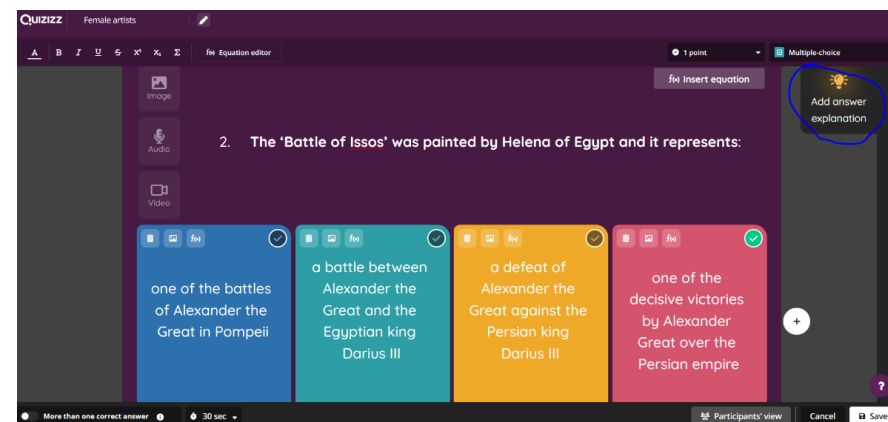 QUIZIZZ Female artists
A B I U S X² X₂ Σ f(x) Equation editor 1 point Multiple-choice
Image
f(x) Insert equation
Add answer
explanation
Audio
2. The ‘Battle of Issos’ was painted by Helena of Egypt and it represents:
Video
f(x) f(x) f(x) f(x)
one of the battles
of Alexander the
Great in Pompeii
a battle between
Alexander the
Great and the
Egyptian king
Darius III
a defeat of
Alexander the
Great against the
Persian king
Darius III
one of the
decisive victories
by Alexander
Great over the
Persian empire
+
?
More than one correct answer 30 sec Participants' view Cancel Save